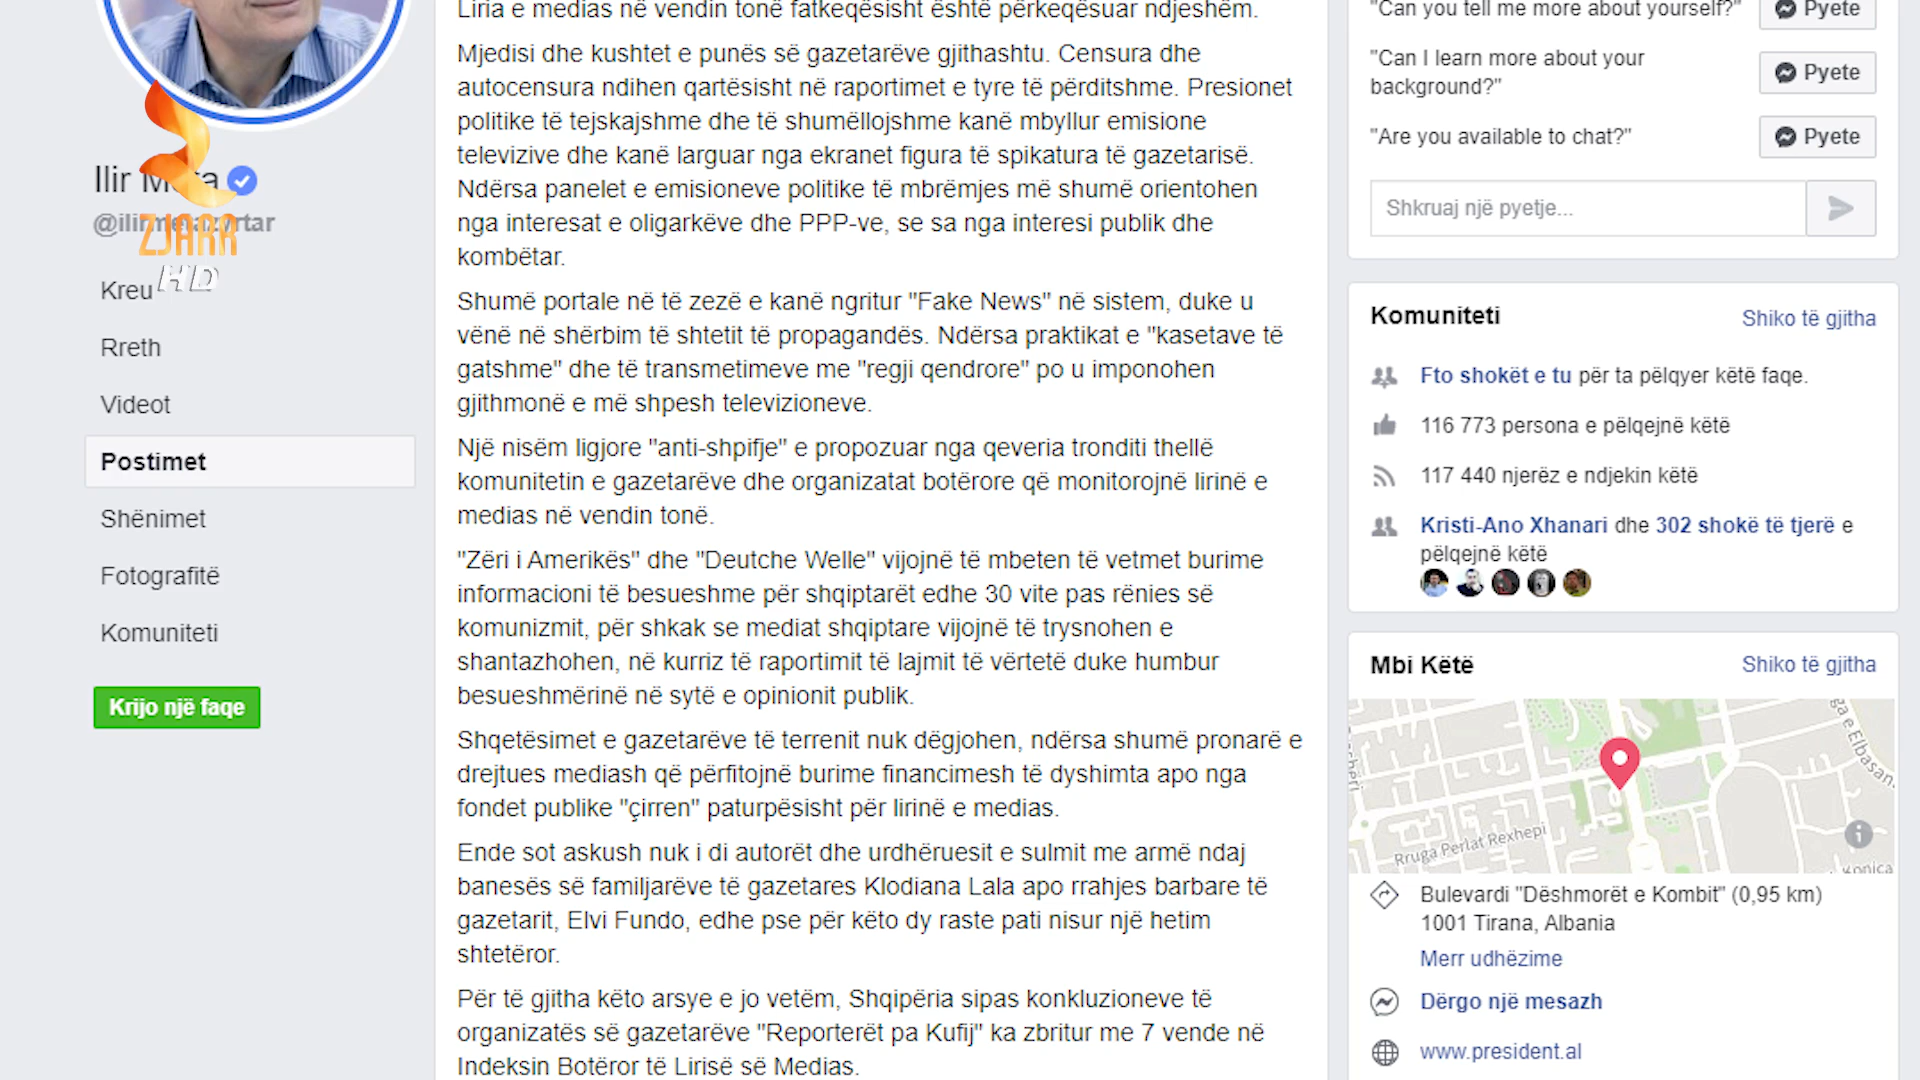 Ilir Meta
@ilirmetazyrtar
ZJARR
HD
Kreu
Rreth
Videot
Postimet
Shënimet
Fotografitë
Komuniteti
Krijo një faqe
Liria e medias në vendin tonë fatkeqësisht është përkeqësuar ndjeshëm.
Mjedisi dhe kushtet e punës së gazetarëve gjithashtu. Censura dhe
autocensura ndihen qartësisht në raportimet e tyre të përditshme. Presionet
politike të tejskajshme dhe të shumëllojshme kanë mbyllur emisione
televizive dhe kanë larguar nga ekranet figura të spikatura të gazetarisë.
Ndërsa panelet e emisioneve politike të mbrëmjes më shumë orientohen
nga interesat e oligarkëve dhe PPP-ve, se sa nga interesi publik dhe
kombëtar.
Shumë portale në të zezë e kanë ngritur "Fake News" në sistem, duke u
vënë në shërbim të shtetit të propagandës. Ndërsa praktikat e "kasetave të
gatshme" dhe të transmetimeve me "regji qendrore" po u imponohen
gjithmonë e më shpesh televizioneve.
Një nisëm ligjore "anti-shpifje" e propozuar nga qeveria tronditi thellë
komunitetin e gazetarëve dhe organizatat botërore që monitorojnë lirinë e
medias në vendin tonë.
"Zëri i Amerikës" dhe "Deutche Welle" vijojnë të mbeten të vetmet burime
informacioni të besueshme për shqiptarët edhe 30 vite pas rënies së
komunizmit, për shkak se mediat shqiptare vijojnë të trysnohen e
shantazhohen, në kurriz të raportimit të lajmit të vërtetë duke humbur
besueshmërinë në sytë e opinionit publik.
Shqetësimet e gazetarëve të terrenit nuk dëgjohen, ndërsa shumë pronarë e
drejtues mediash që përfitojnë burime financimesh të dyshimta apo nga
fondet publike "çirren" paturpësisht për lirinë e medias.
Ende sot askush nuk i di autorët dhe urdhëruesit e sulmit me armë ndaj
banesës së familjarëve të gazetares Klodiana Lala apo rrahjes barbare të
gazetarit, Elvi Fundo, edhe pse për këto dy raste pati nisur një hetim
shtetëror.
Për të gjitha këto arsye e jo vetëm, Shqipëria sipas konkluzioneve të
organizatës së gazetarëve "Reporterët pa Kufij" ka zbritur me 7 vende në
Indeksin Botëror të Lirisë së Medias.
"Can you tell me more about yourself?"
Pyete
"Can I learn more about your
background?"
Pyete
"Are you available to chat?"
Pyete
Shkruaj një pyetje...
Komuniteti
Shiko të gjitha
Fto shokët e tu për ta pëlqyer këtë faqe.
116 773 persona e pëlqejnë këtë
117 440 njerëz e ndjekin këtë
Kristi-Ano Xhanari dhe 302 shokë të tjerë e
pëlqejnë këtë
Mbi Këtë
Shiko të gjitha
ga e Elbasan.
Rruga Perlat Rexhepi
Konica
Bulevardi "Dëshmorët e Kombit" (0,95 km)
1001 Tirana, Albania
Merr udhëzime
Dërgo një mesazh
www.president.al